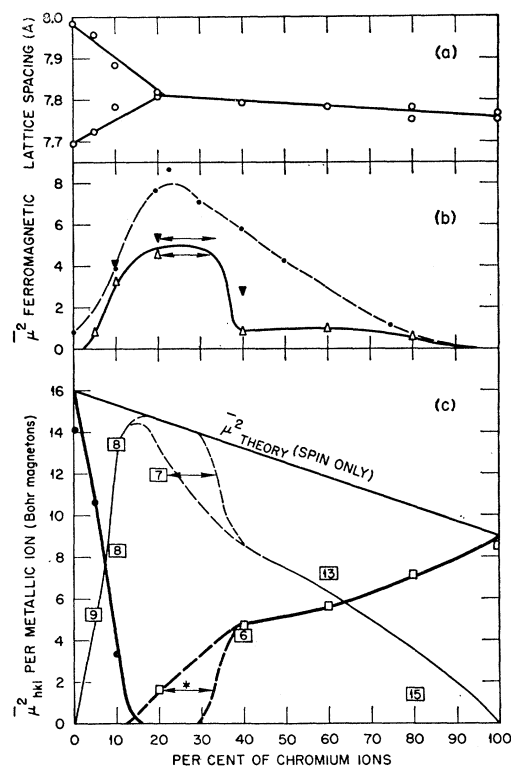 8.0
7.9
7.8
7.7
LATTICE SPACING (A)
(a)
8
6
4
2
0
μ̄² FERROMAGNETIC
(b)
16
14
12
10
8
6
4
2
0
μ̄²hkl PER METALLIC ION (Bohr magnetons)
(c)
μ̄² THEORY (SPIN ONLY)
8
7
8
9
13
6
*
15
0 10 20 30 40 50 60 70 80 90 100
PER CENT OF CHROMIUM IONS